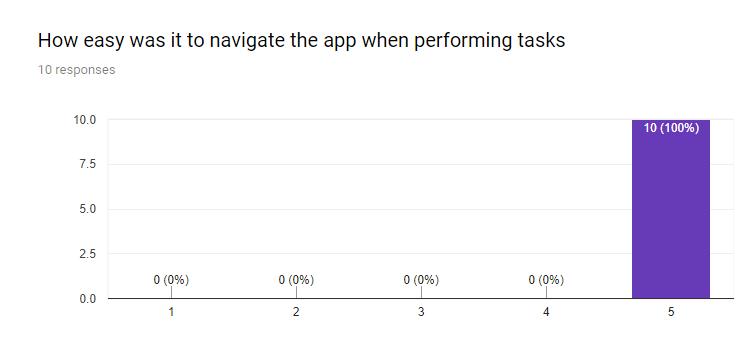 How easy was it to navigate the app when performing tasks
10 responses
10.0
10 (100%)
7.5
5.0
2.5
0 (0%) 0 (0%) 0 (0%) 0 (0%)
0.0
1 2 3 4 5